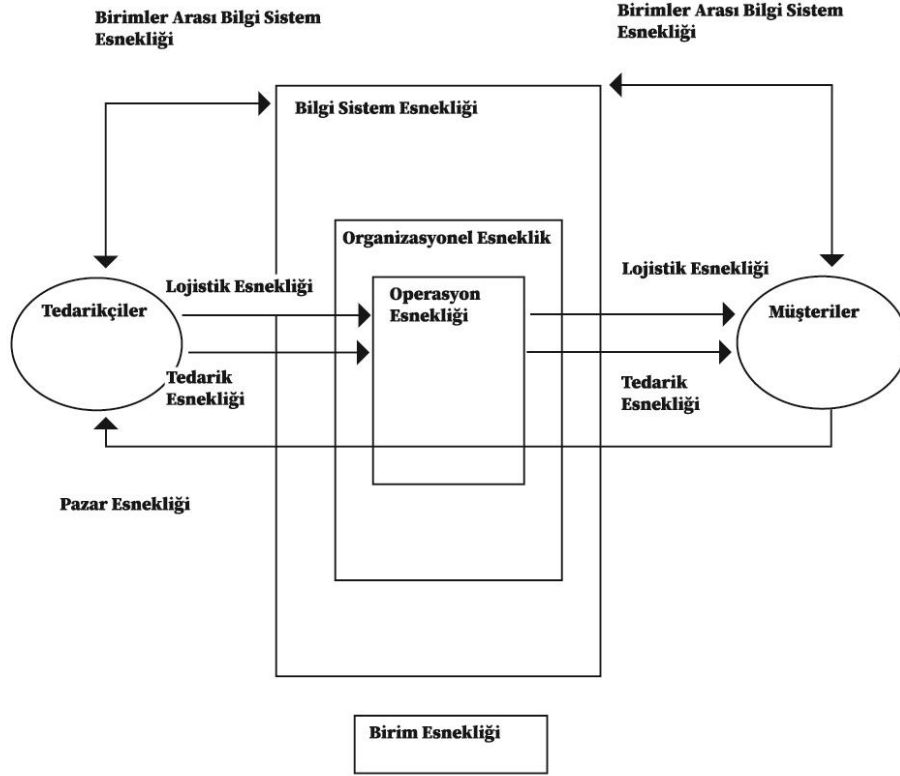 Birimler Arası Bilgi Sistem
Esnekliği
Birimler Arası Bilgi Sistem
Esnekliği
Bilgi Sistem Esnekliği
Organizasyonel Esneklik
Lojistik Esnekliği
Operasyon
Esnekliği
Lojistik Esnekliği
Tedarikçiler
Müşteriler
Tedarik
Esnekliği
Tedarik
Esnekliği
Pazar Esnekliği
Birim Esnekliği